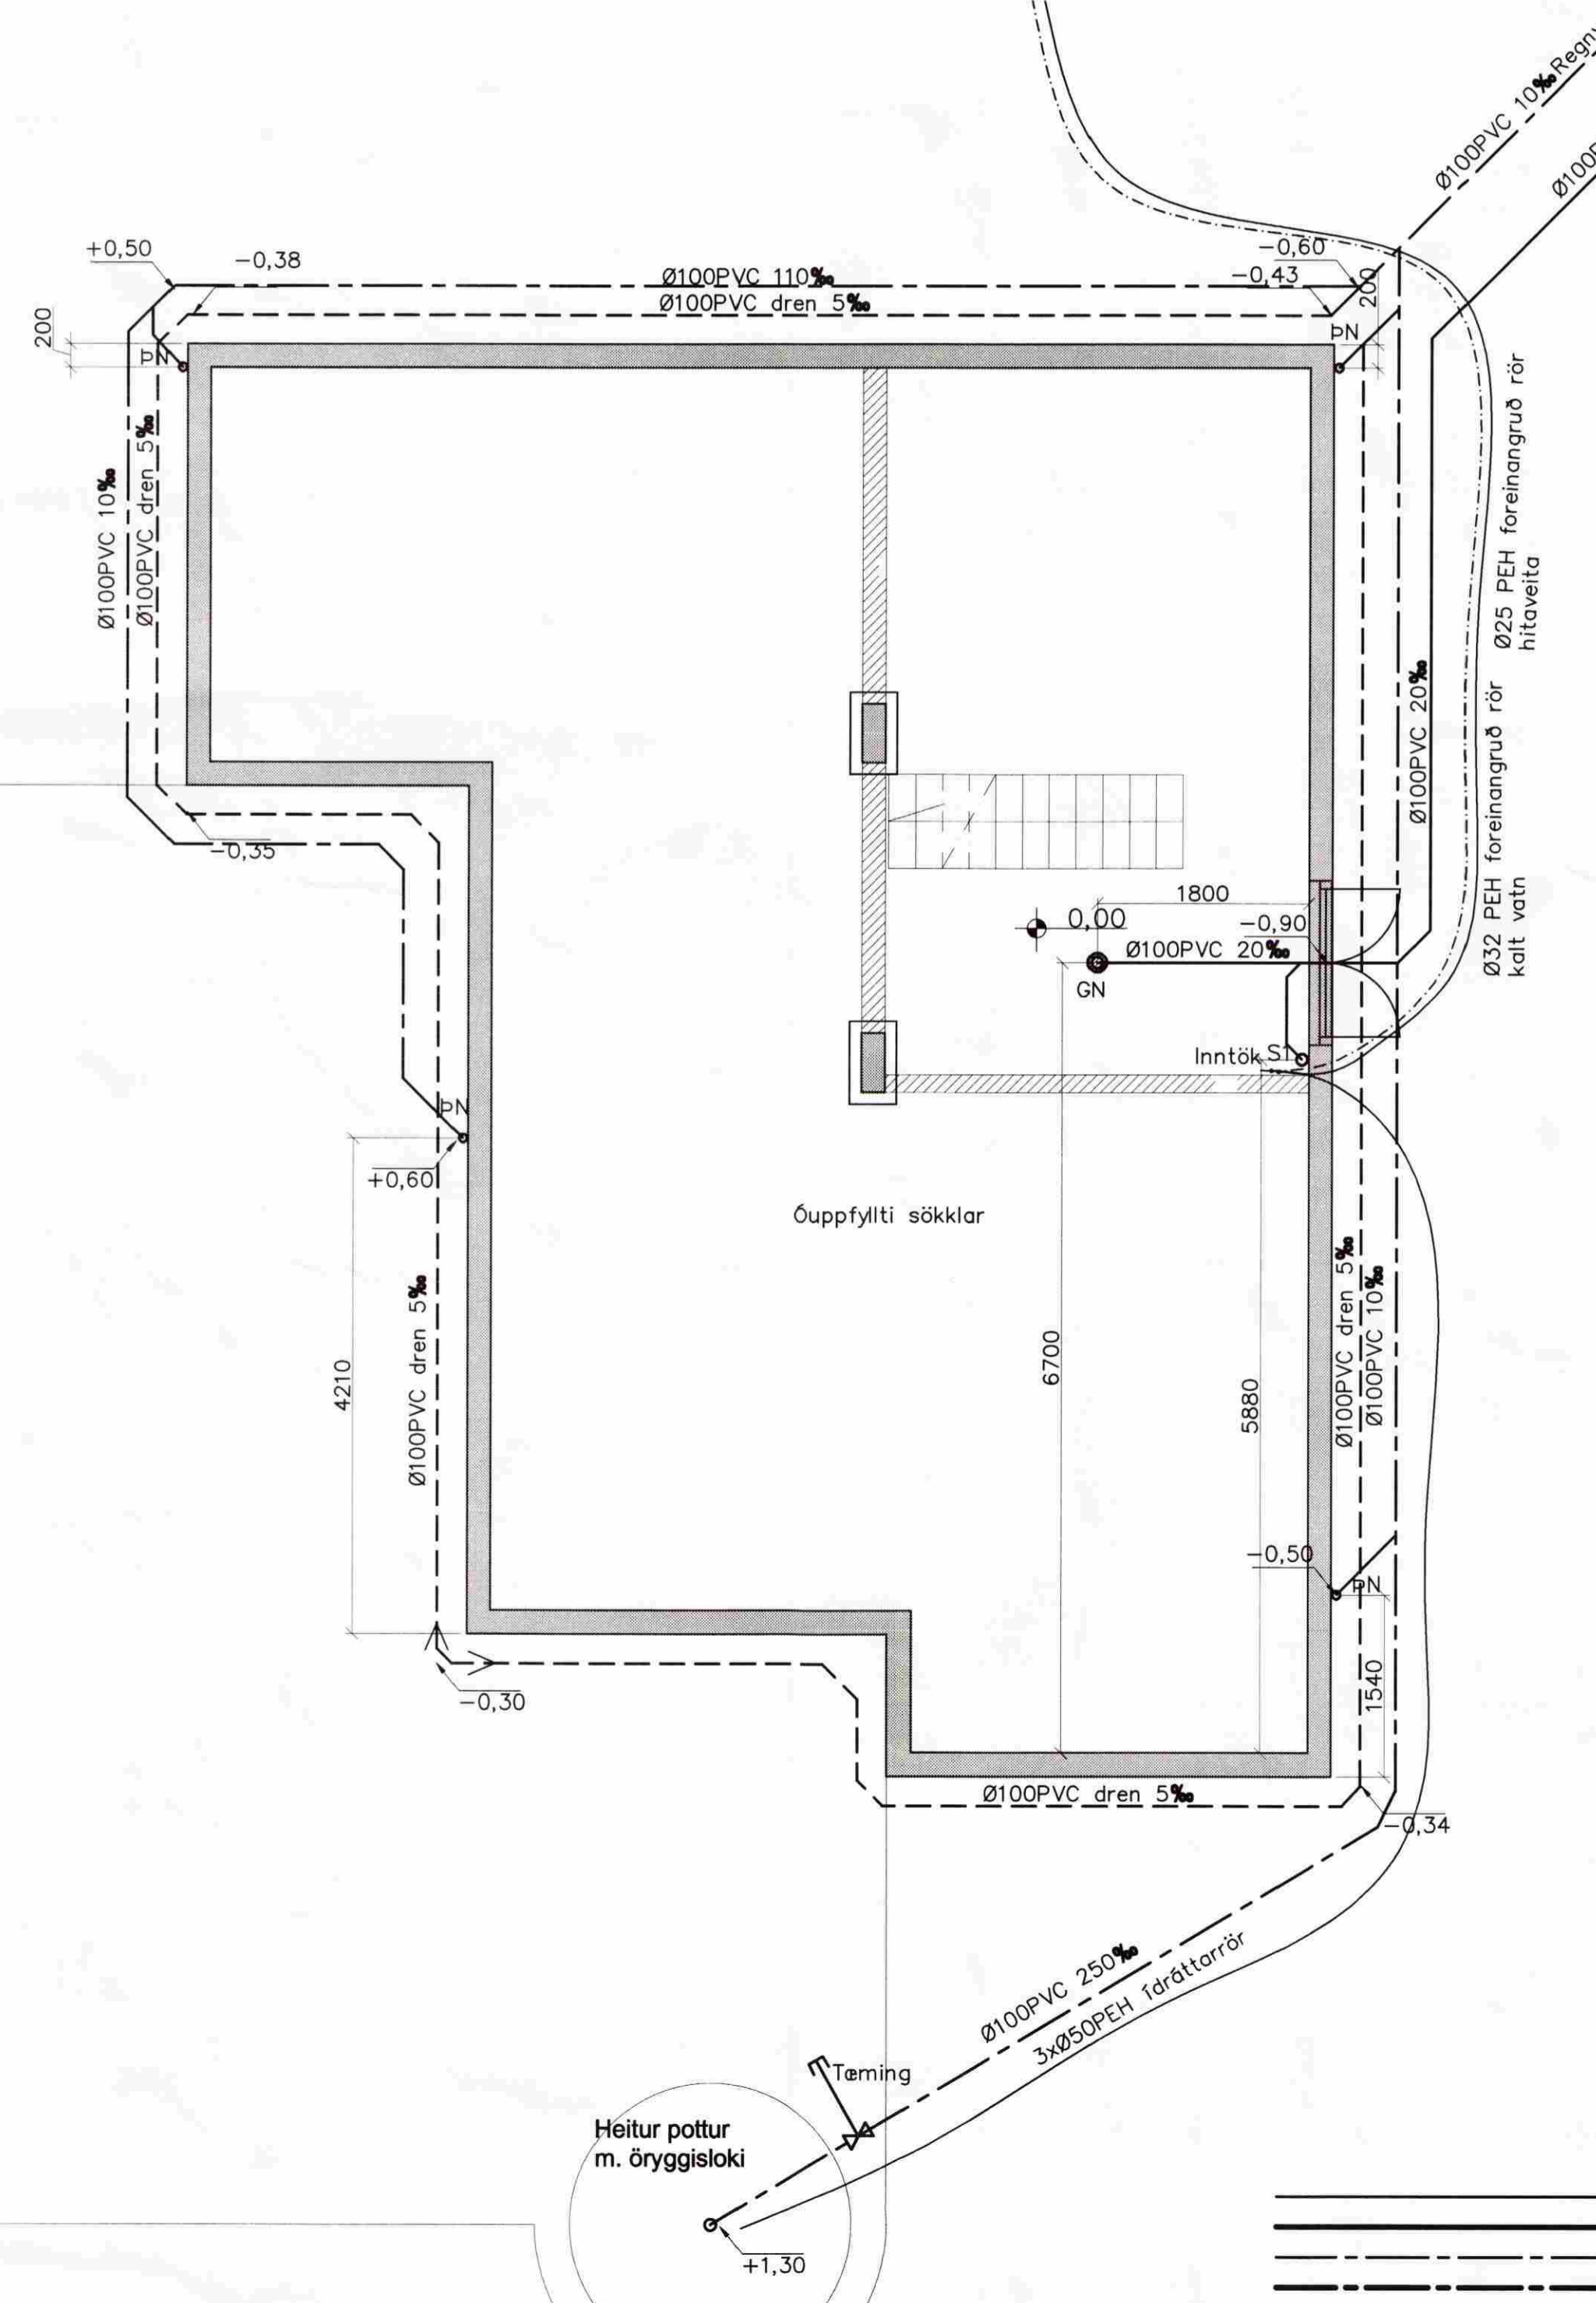 Ø100PVC 10‰
Ø100
+0,50
-0,38
Ø100PVC 110‰
Ø100PVC dren 5‰
-0,60
-0,43
200
200
ÞN
ÞN
Ø100PVC 10‰
Ø100PVC dren 5‰
Ø25 PEH foreinangruð rör
hitaveita
Ø32 PEH foreinangruð rör
kalt vatn
Ø100PVC 20‰
-0,35
1800
0,00
-0,90
Ø100PVC 20‰
GN
Inntök S1
ÞN
+0,60
Óuppfyllti sökklar
4210
Ø100PVC dren 5‰
6700
5880
Ø100PVC dren 5‰
Ø100PVC 10‰
-0,50
ÞN
1540
-0,30
Ø100PVC dren 5‰
-0,34
Ø100PVC 250‰
3xØ50PEH ídráttarrör
Tæming
Heitur pottur
m. öryggisloki
+1,30